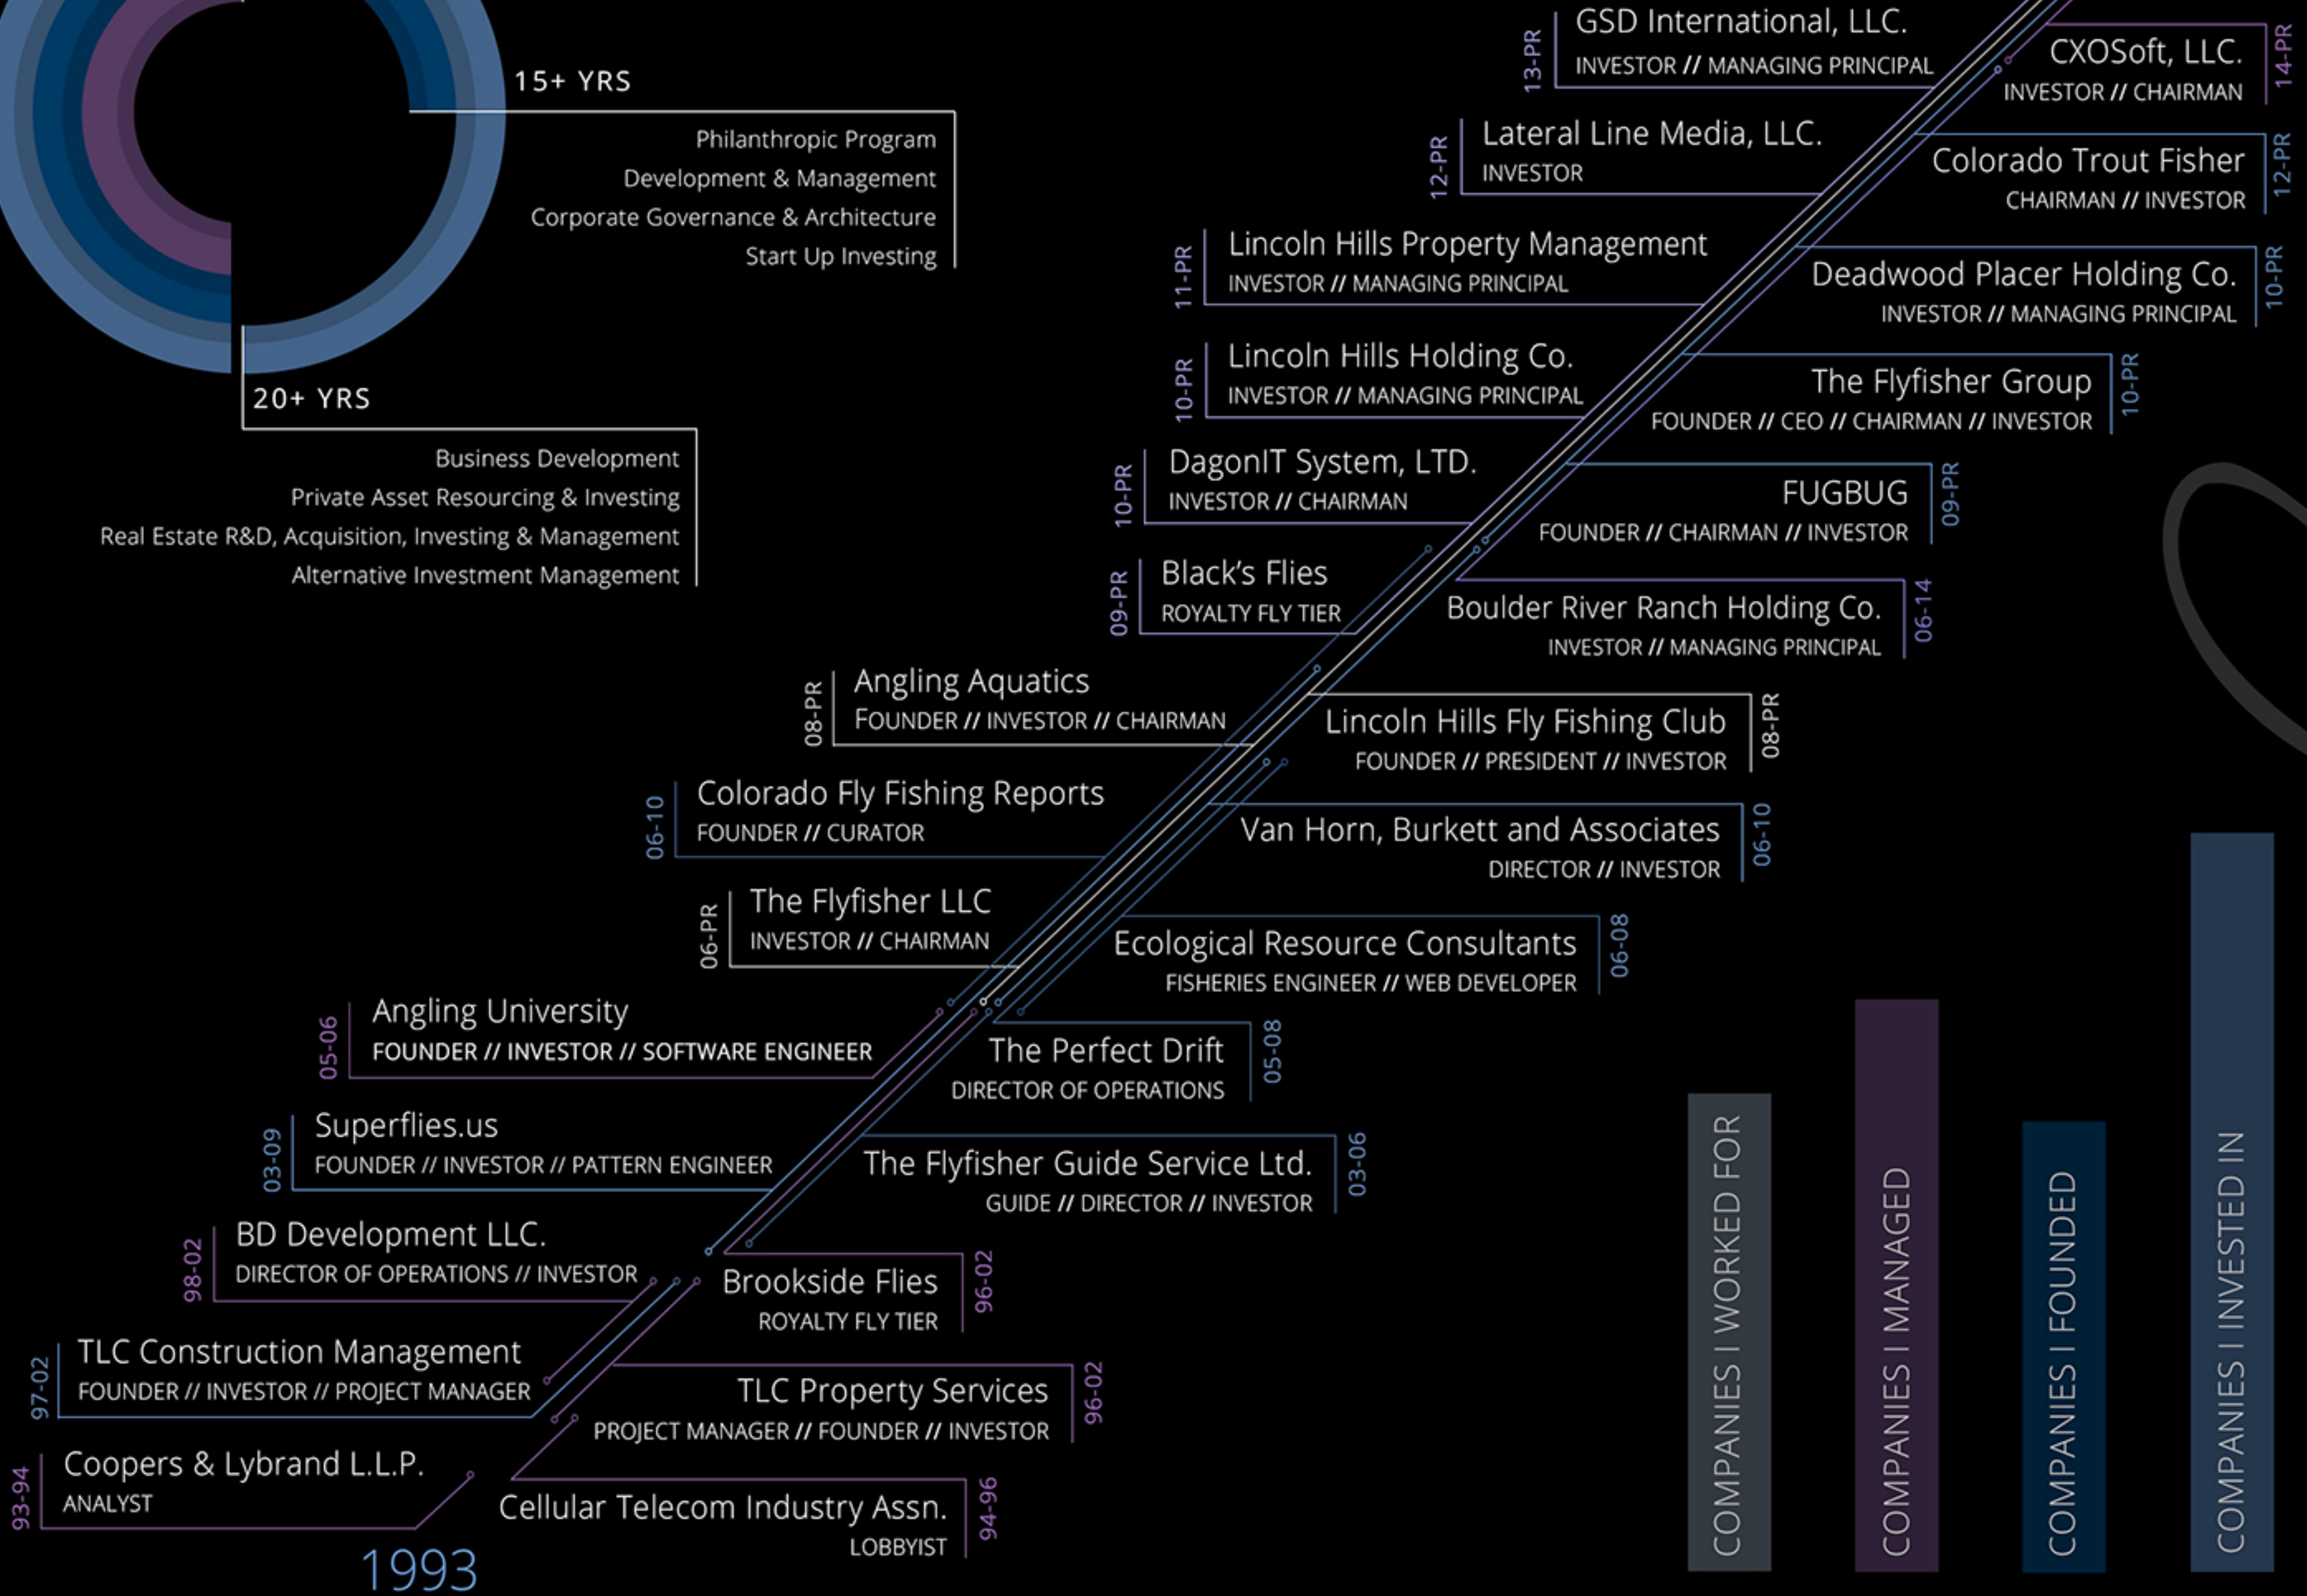 15+ YRS
Philanthropic Program
Development & Management
Corporate Governance & Architecture
Start Up Investing
20+ YRS
Business Development
Private Asset Resourcing & Investing
Real Estate R&D, Acquisition, Investing & Management
Alternative Investment Management
13-PR
GSD International, LLC.
INVESTOR // MANAGING PRINCIPAL
CXOSoft, LLC.
INVESTOR // CHAIRMAN
14-PR
12-PR
Lateral Line Media, LLC.
INVESTOR
Colorado Trout Fisher
CHAIRMAN // INVESTOR
12-PR
11-PR
Lincoln Hills Property Management
INVESTOR // MANAGING PRINCIPAL
Deadwood Placer Holding Co.
INVESTOR // MANAGING PRINCIPAL
10-PR
10-PR
Lincoln Hills Holding Co.
INVESTOR // MANAGING PRINCIPAL
The Flyfisher Group
FOUNDER // CEO // CHAIRMAN // INVESTOR
10-PR
10-PR
DagonIT System, LTD.
INVESTOR // CHAIRMAN
FUGBUG
FOUNDER // CHAIRMAN // INVESTOR
09-PR
09-PR
Black's Flies
ROYALTY FLY TIER
Boulder River Ranch Holding Co.
INVESTOR // MANAGING PRINCIPAL
06-14
08-PR
Angling Aquatics
FOUNDER // INVESTOR // CHAIRMAN
Lincoln Hills Fly Fishing Club
FOUNDER // PRESIDENT // INVESTOR
08-PR
06-10
Colorado Fly Fishing Reports
FOUNDER // CURATOR
Van Horn, Burkett and Associates
DIRECTOR // INVESTOR
06-10
06-PR
The Flyfisher LLC
INVESTOR // CHAIRMAN
Ecological Resource Consultants
FISHERIES ENGINEER // WEB DEVELOPER
06-08
05-06
Angling University
FOUNDER // INVESTOR // SOFTWARE ENGINEER
The Perfect Drift
DIRECTOR OF OPERATIONS
05-08
03-09
Superflies.us
FOUNDER // INVESTOR // PATTERN ENGINEER
The Flyfisher Guide Service Ltd.
GUIDE // DIRECTOR // INVESTOR
03-06
98-02
BD Development LLC.
DIRECTOR OF OPERATIONS // INVESTOR
Brookside Flies
ROYALTY FLY TIER
96-02
97-02
TLC Construction Management
FOUNDER // INVESTOR // PROJECT MANAGER
TLC Property Services
PROJECT MANAGER // FOUNDER // INVESTOR
96-02
93-94
Coopers & Lybrand L.L.P.
ANALYST
Cellular Telecom Industry Assn.
LOBBYIST
94-96
1993
COMPANIES I WORKED FOR
COMPANIES I MANAGED
COMPANIES I FOUNDED
COMPANIES I INVESTED IN